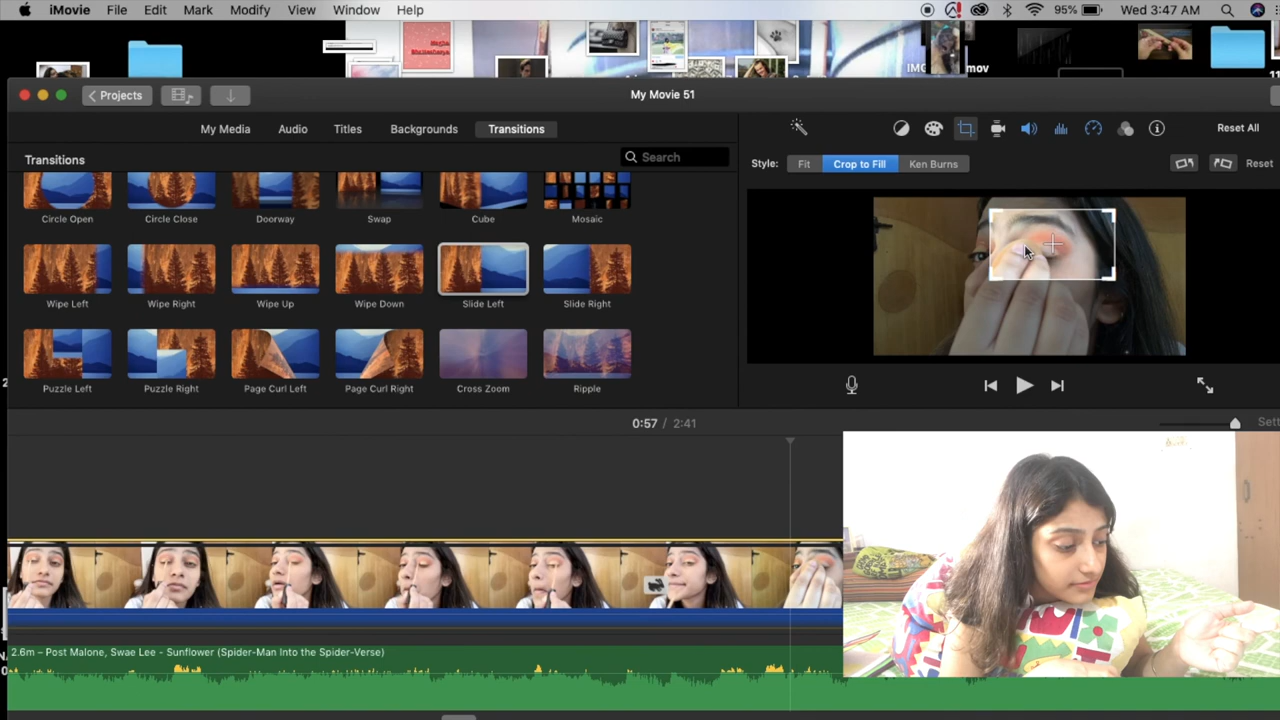 iMovie File Edit Mark Modify View Window Help 95% Wed 3:47 AM
IMG mov
Projects My Movie 51
My Media Audio Titles Backgrounds Transitions Reset All
Transitions Search Style: Fit Crop to Fill Ken Burns Reset
Circle Open Circle Close Doorway Swap Cube Mosaic
Wipe Left Wipe Right Wipe Up Wipe Down Slide Left Slide Right
Puzzle Left Puzzle Right Page Curl Left Page Curl Right Cross Zoom Ripple
0:57 / 2:41 Sett
2.6m – Post Malone, Swae Lee - Sunflower (Spider-Man Into the Spider-Verse)